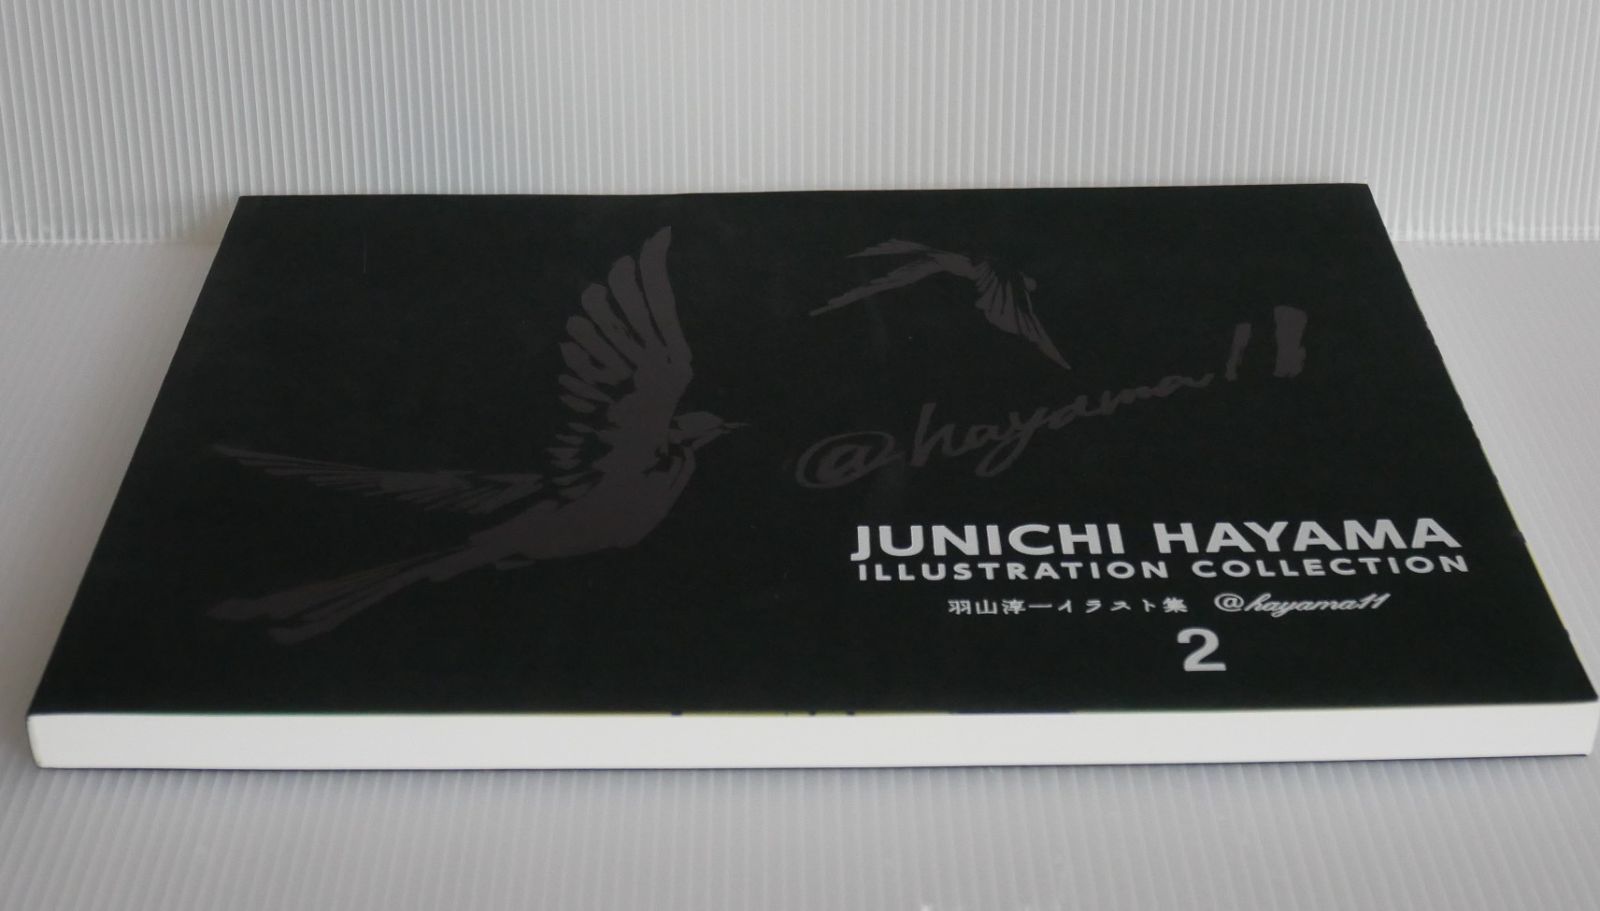 @hayama11
JUNICHI HAYAMA
ILLUSTRATION COLLECTION
羽山淳一イラスト集 @hayama11
2